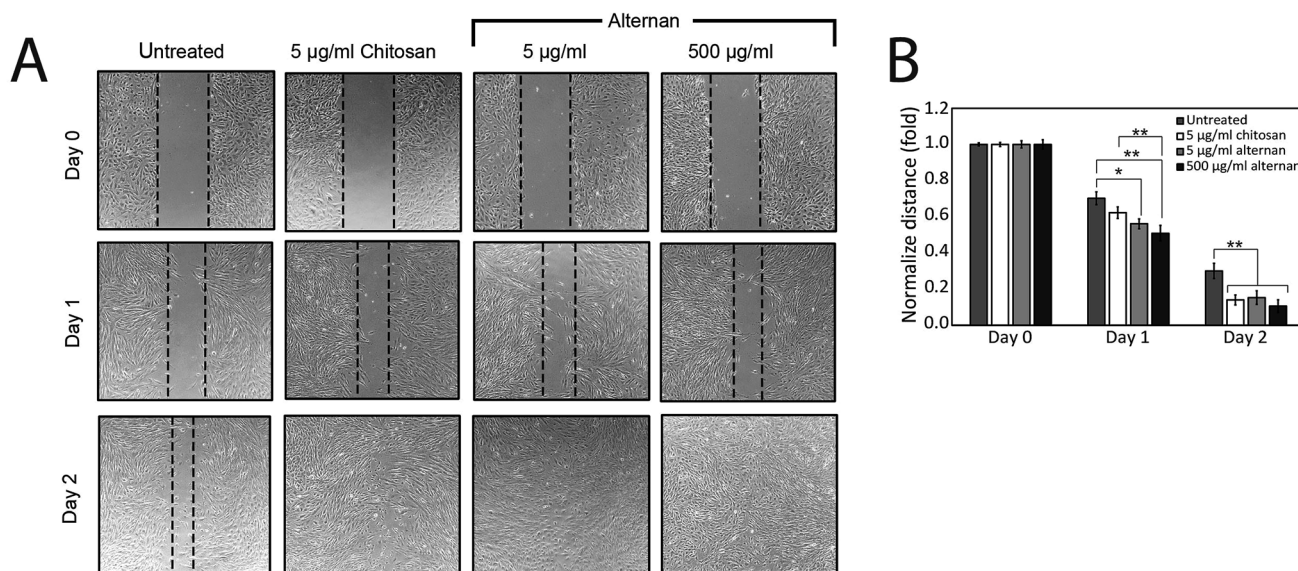 A
Alternan
Untreated
5 µg/ml Chitosan
5 µg/ml
500 µg/ml
Day 0
Day 1
Day 2
B
Normalize distance (fold)
1.2
1.0
0.8
0.6
0.4
0.2
0.0
Untreated
5 µg/ml chitosan
5 µg/ml alternan
500 µg/ml alternan
**
**
*
**
Day 0
Day 1
Day 2